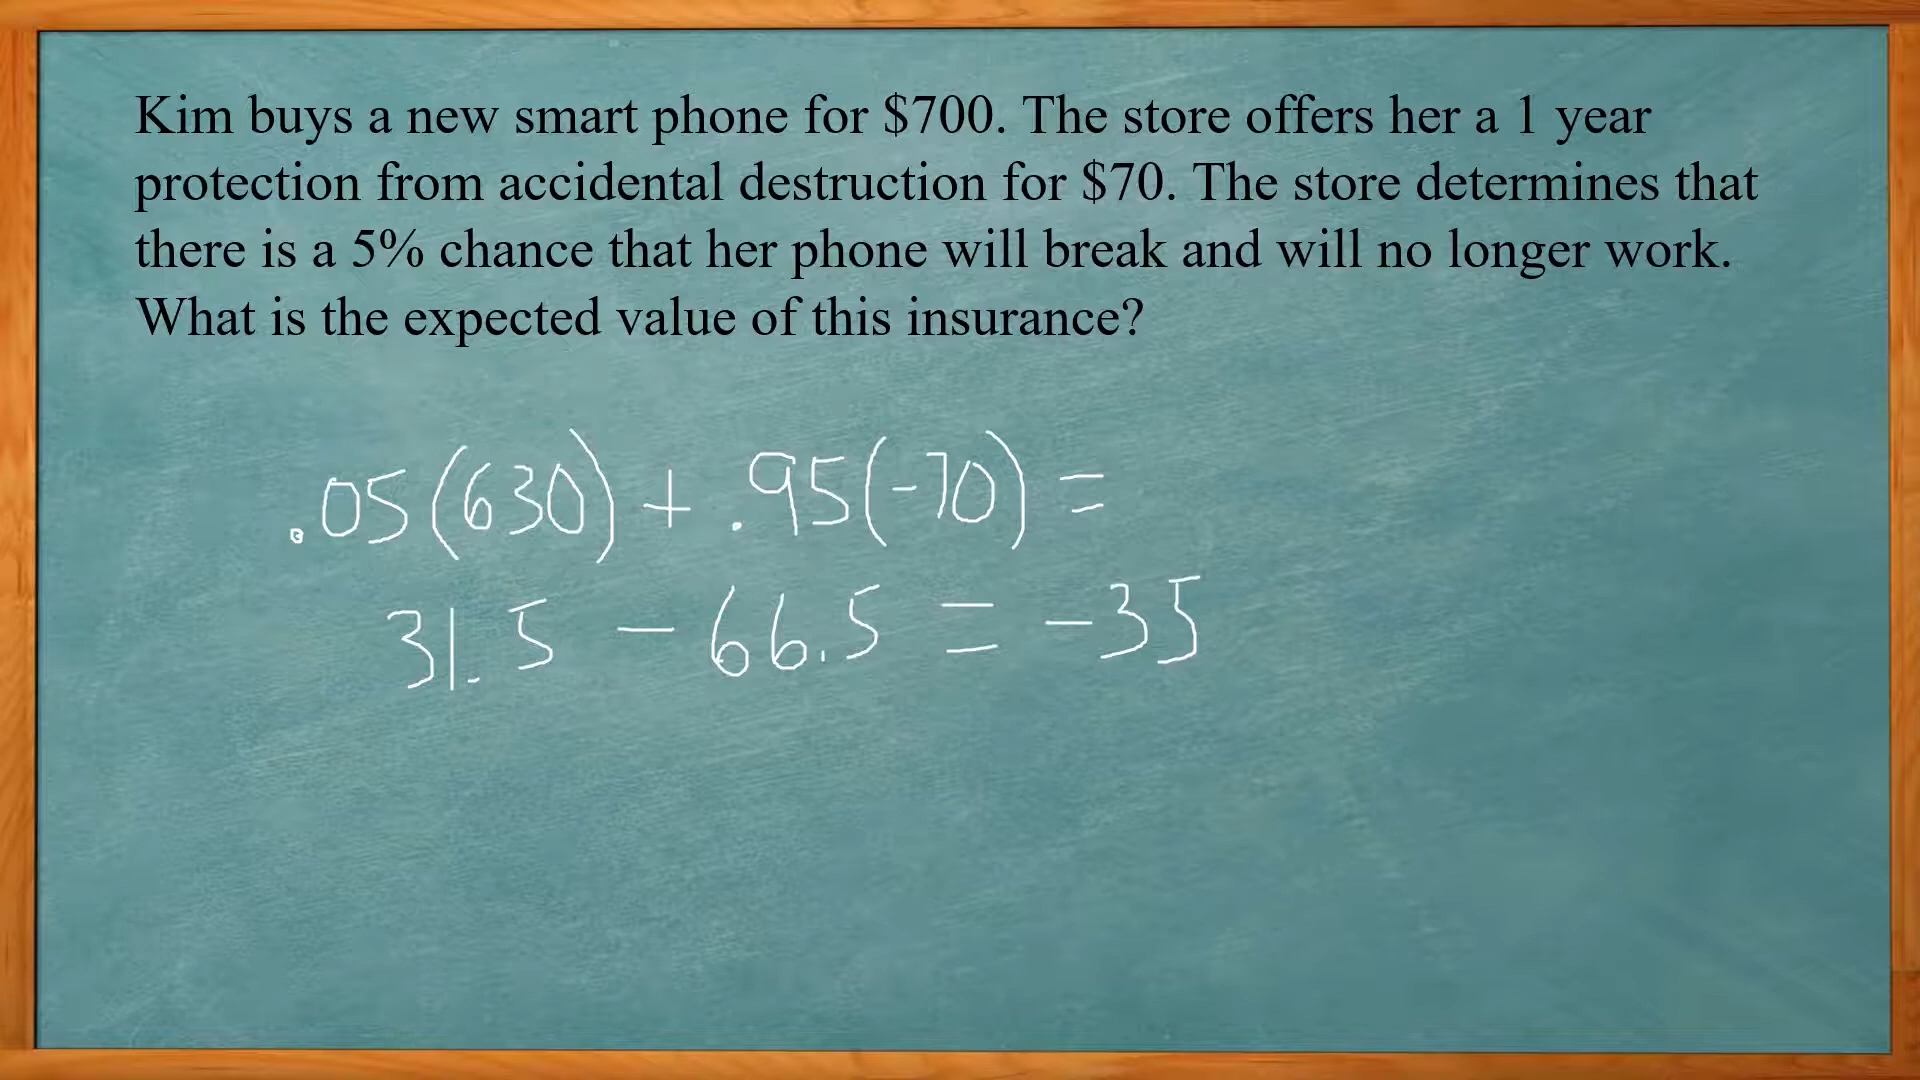 Kim buys a new smart phone for $700. The store offers her a 1 year
protection from accidental destruction for $70. The store determines that
there is a 5% chance that her phone will break and will no longer work.
What is the expected value of this insurance?
.05(630) + .95(-70) =
31.5 - 66.5 = -35